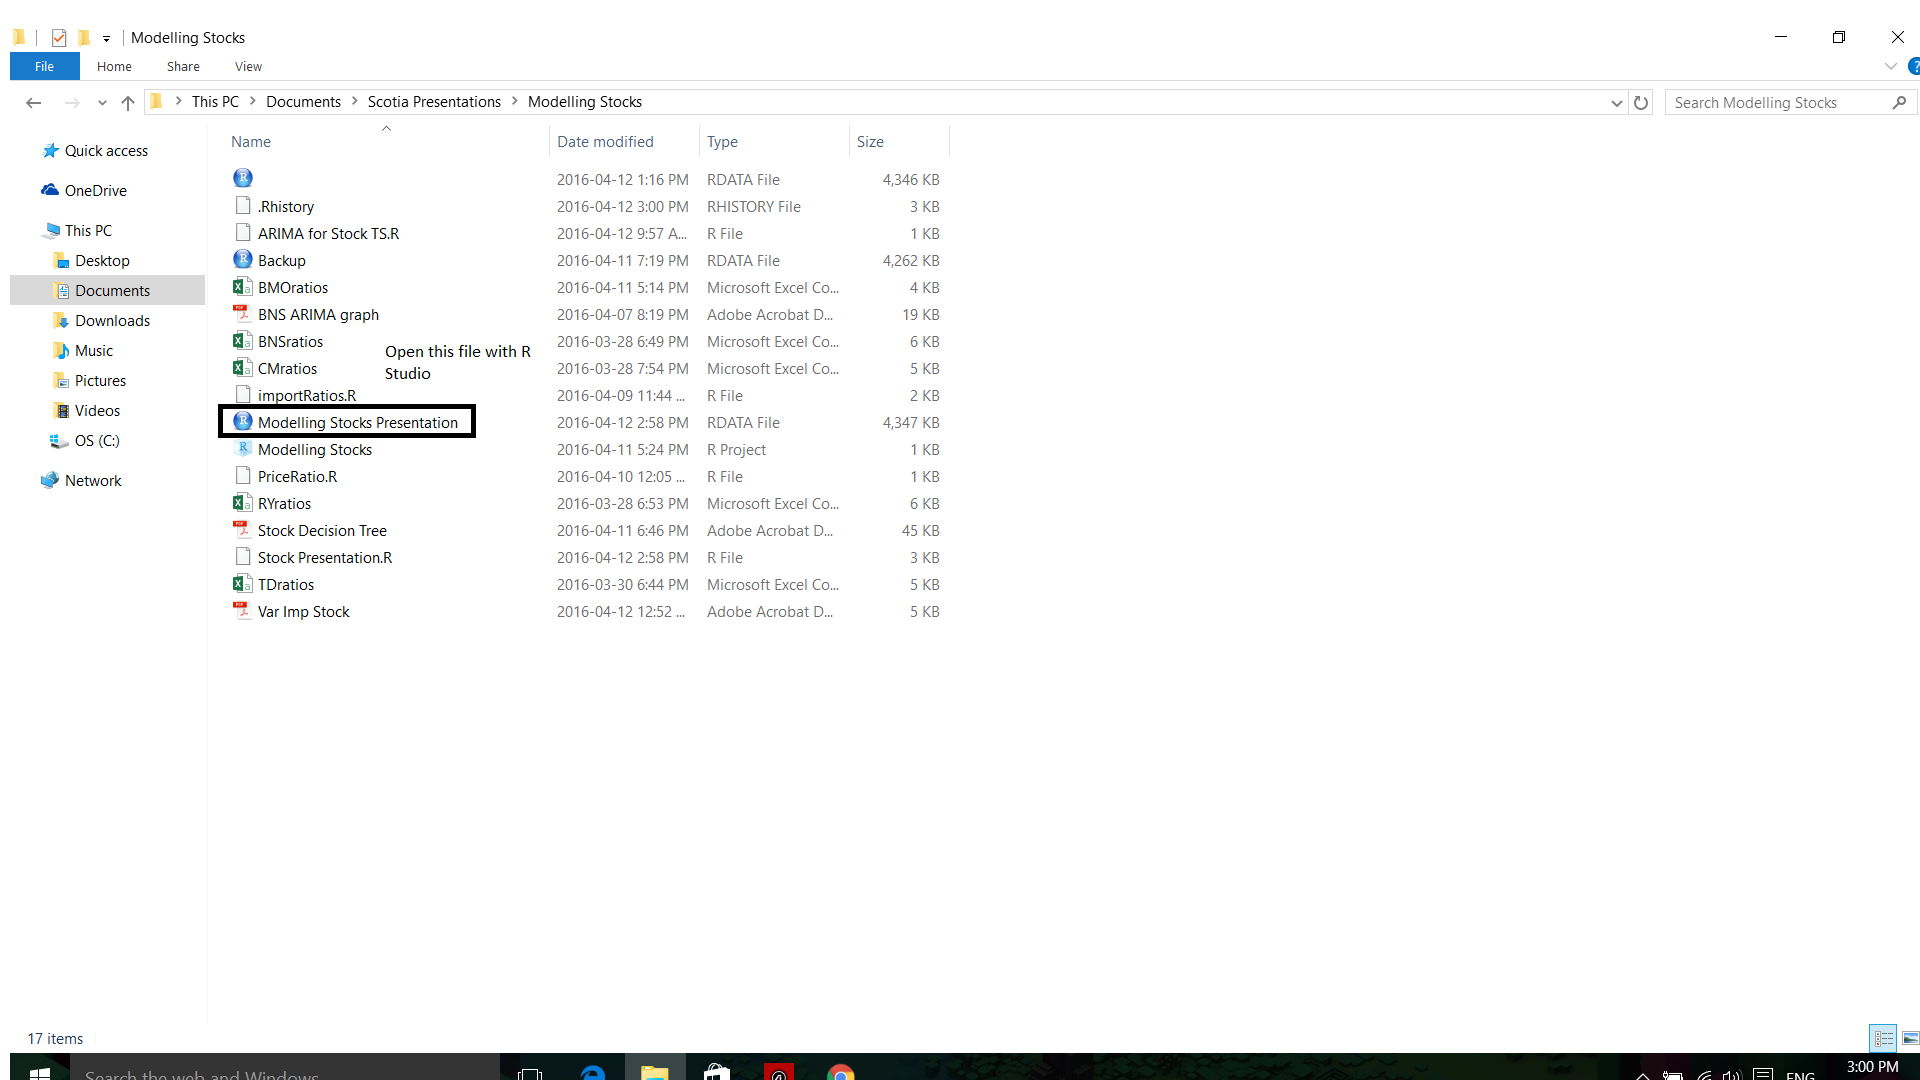 Modelling Stocks
File Home Share View
This PC Documents Scotia Presentations Modelling Stocks Search Modelling Stocks
Name Date modified Type Size
Quick access
OneDrive
This PC
Desktop
Documents
Downloads
Music
Pictures
Videos
OS (C:)
Network
2016-04-12 1:16 PM RDATA File 4,346 KB
.Rhistory 2016-04-12 3:00 PM RHISTORY File 3 KB
ARIMA for Stock TS.R 2016-04-12 9:57 A... R File 1 KB
Backup 2016-04-11 7:19 PM RDATA File 4,262 KB
BMOratios 2016-04-11 5:14 PM Microsoft Excel Co... 4 KB
BNS ARIMA graph 2016-04-07 8:19 PM Adobe Acrobat D... 19 KB
BNSratios 2016-03-28 6:49 PM Microsoft Excel Co... 6 KB
Open this file with R
Studio
CMratios 2016-03-28 7:54 PM Microsoft Excel Co... 5 KB
importRatios.R 2016-04-09 11:44 ... R File 2 KB
Modelling Stocks Presentation 2016-04-12 2:58 PM RDATA File 4,347 KB
Modelling Stocks 2016-04-11 5:24 PM R Project 1 KB
PriceRatio.R 2016-04-10 12:05 ... R File 1 KB
RYratios 2016-03-28 6:53 PM Microsoft Excel Co... 6 KB
Stock Decision Tree 2016-04-11 6:46 PM Adobe Acrobat D... 45 KB
Stock Presentation.R 2016-04-12 2:58 PM R File 3 KB
TDratios 2016-03-30 6:44 PM Microsoft Excel Co... 5 KB
Var Imp Stock 2016-04-12 12:52 ... Adobe Acrobat D... 5 KB
17 items
Search the web and Windows
ENG
3:00 PM